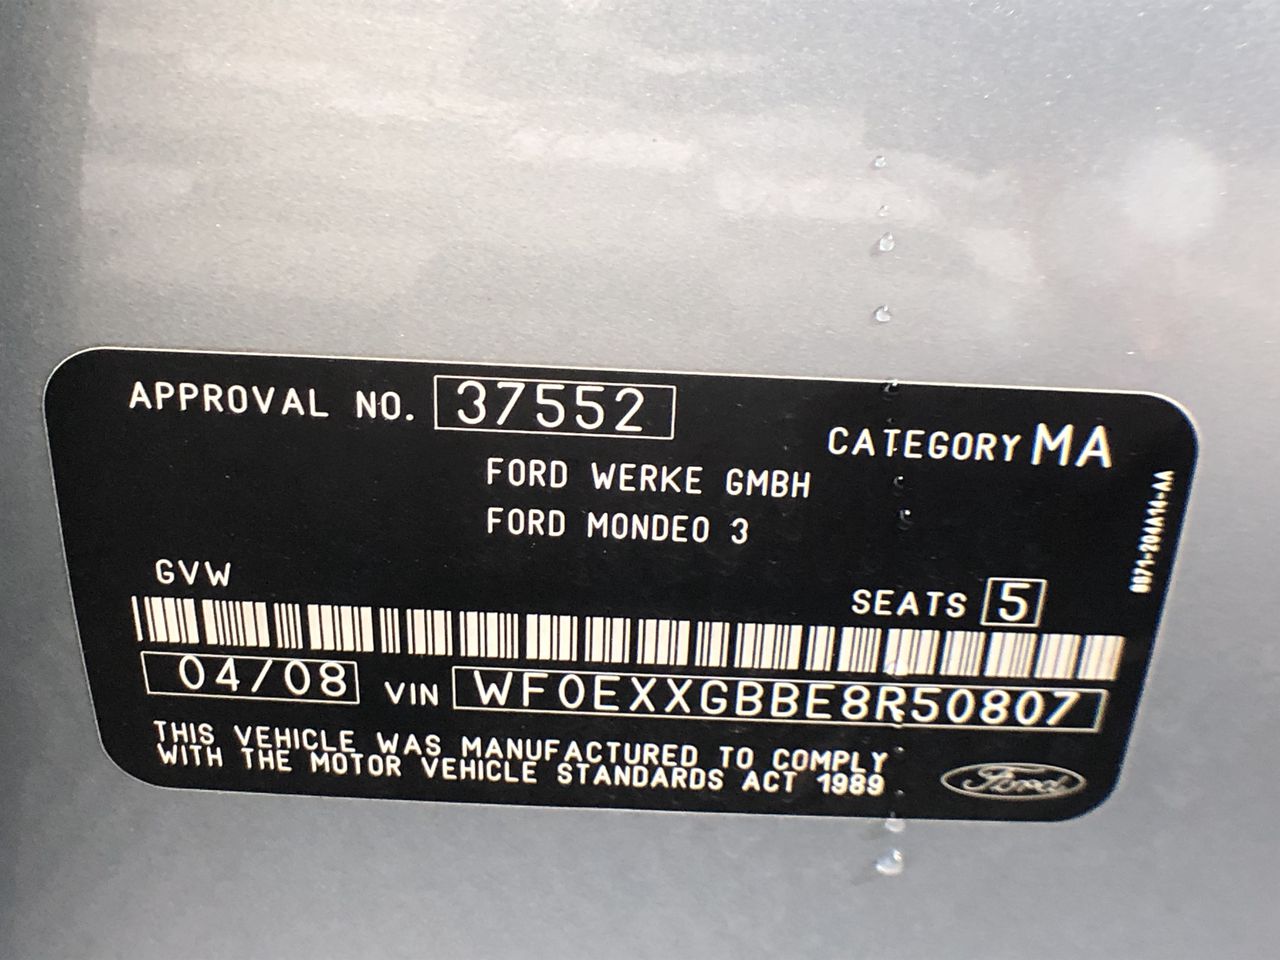 APPROVAL NO. 37552
CATEGORY MA
FORD WERKE GMBH
FORD MONDEO 3
GVW
SEATS 5
04/08 VIN WF0EXXGBBE8R50807
THIS VEHICLE WAS MANUFACTURED TO COMPLY
WITH THE MOTOR VEHICLE STANDARDS ACT 1989
Ford